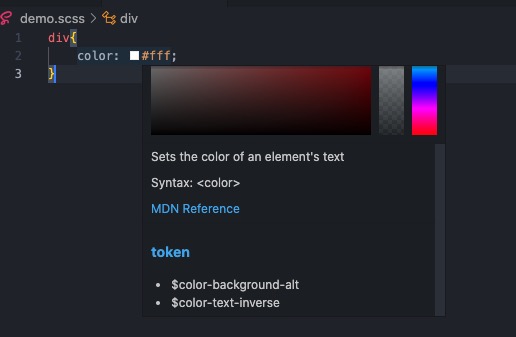 demo.scss > div
1 div{
2 color: #fff;
3 }
Sets the color of an element's text
Syntax: <color>
MDN Reference
token
• $color-background-alt
• $color-text-inverse